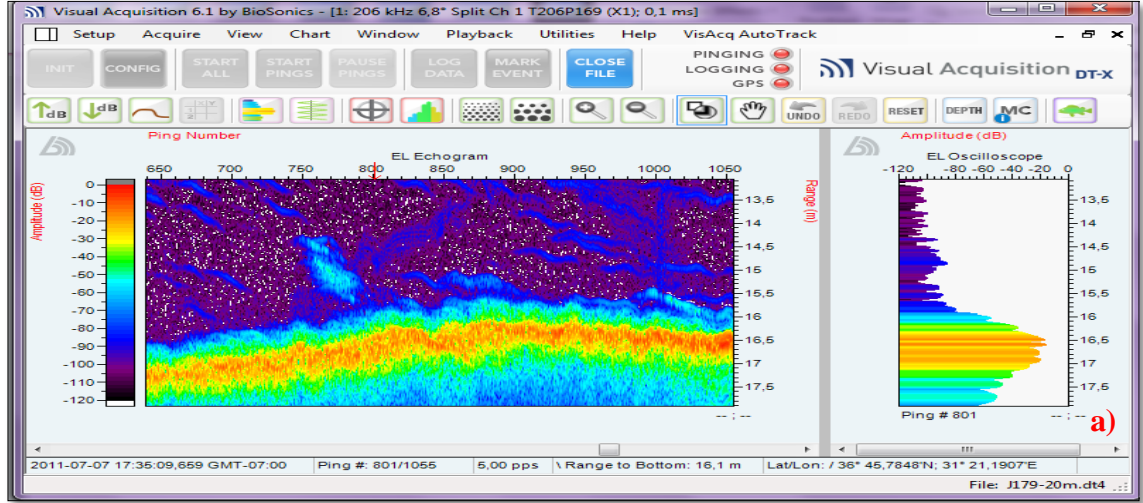 Visual Acquisition 6.1 by BioSonics - [1: 206 kHz 6,8° Split Ch 1 T206P169 (X1); 0,1 ms]
Setup Acquire View Chart Window Playback Utilities Help VisAcq AutoTrack
INIT CONFIG START ALL START PINGS PAUSE PINGS LOG DATA MARK EVENT CLOSE FILE
PINGING
LOGGING
GPS
Visual Acquisition DT-X
dB dB X Y UNDO REDO RESET DEPTH MC
Ping Number
EL Echogram
650 700 750 800 850 900 950 1000 1050
Amplitude (dB)
0
-10
-20
-30
-40
-50
-60
-70
-80
-90
-100
-110
-120
Range (m)
13,5
14
14,5
15
15,5
16
16,5
17
17,5
-- ; --
Amplitude (dB)
EL Oscilloscope
-120 -80 -60 -40 -20 0
13,5
14
14,5
15
15,5
16
16,5
17
17,5
Ping # 801 -- ; --
a)
2011-07-07 17:35:09,659 GMT-07:00 Ping #: 801/1055 5,00 pps \ Range to Bottom: 16,1 m Lat/Lon: / 36° 45,7848'N; 31° 21,1907'E
File: J179-20m.dt4